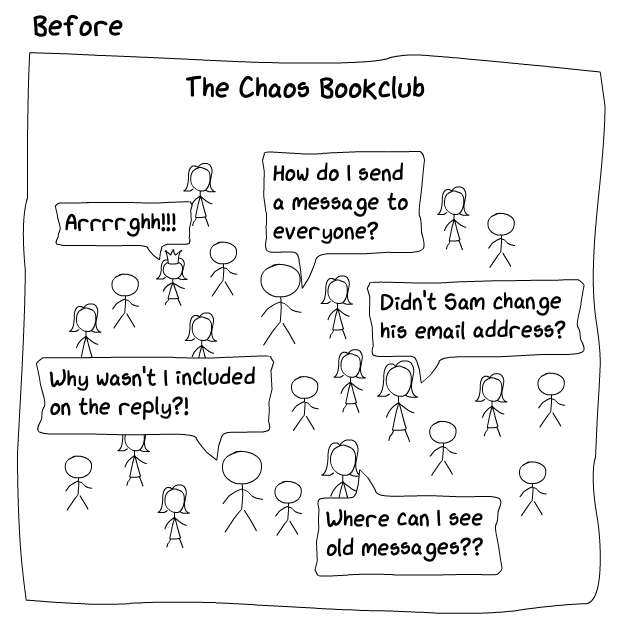 Before
The Chaos Bookclub
How do I send
a message to
everyone?
Arrrrghh!!!
Didn't Sam change
his email address?
Why wasn't I included
on the reply?!
Where can I see
old messages??